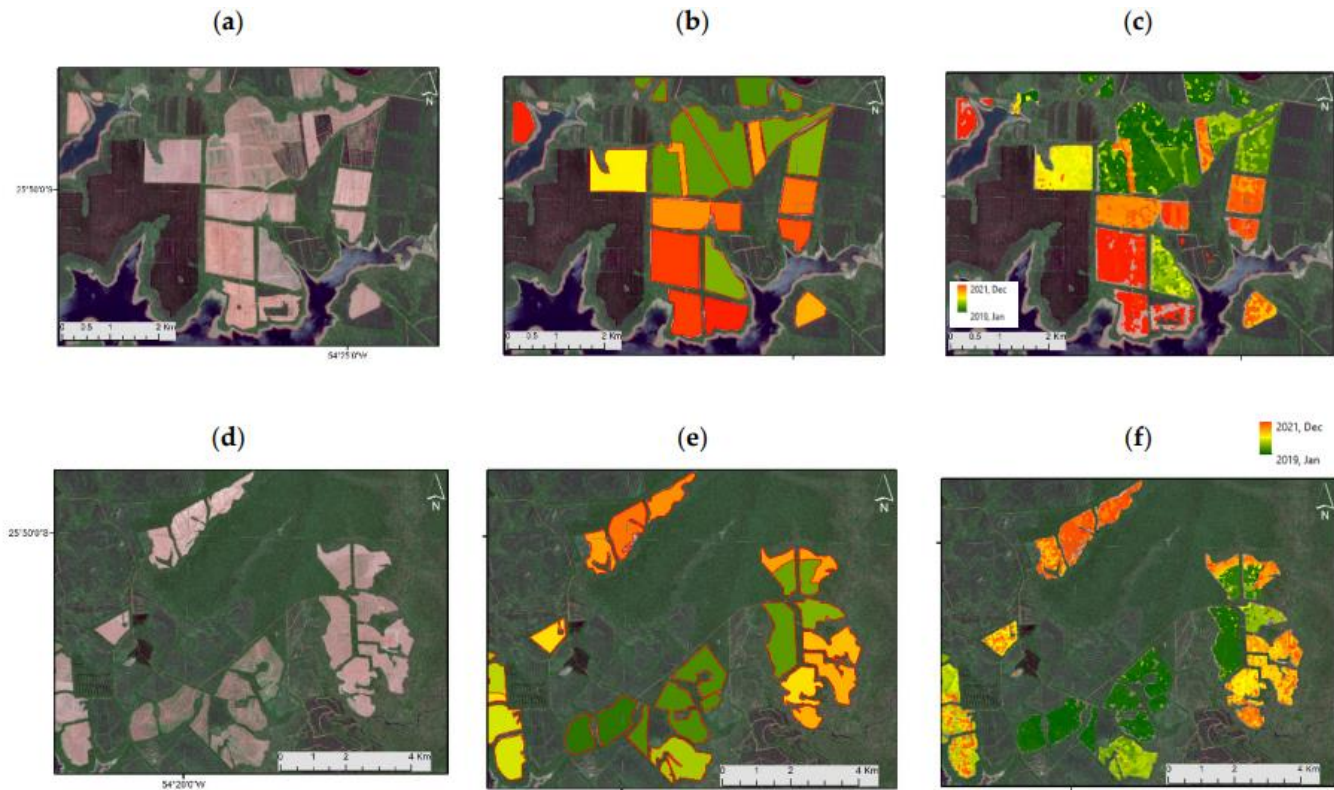 (a)
(b)
(c)
N
N
N
25°50'0"S
2021, Dec
2019, Jan
0 0.5 1 2 Km
0 0.5 1 2 Km
0 0.5 1 2 Km
54°25'0"W
(d)
(e)
(f)
2021, Dec
2019, Jan
N
N
N
25°50'0"S
0 1 2 4 Km
0 1 2 4 Km
0 1 2 4 Km
54°20'0"W